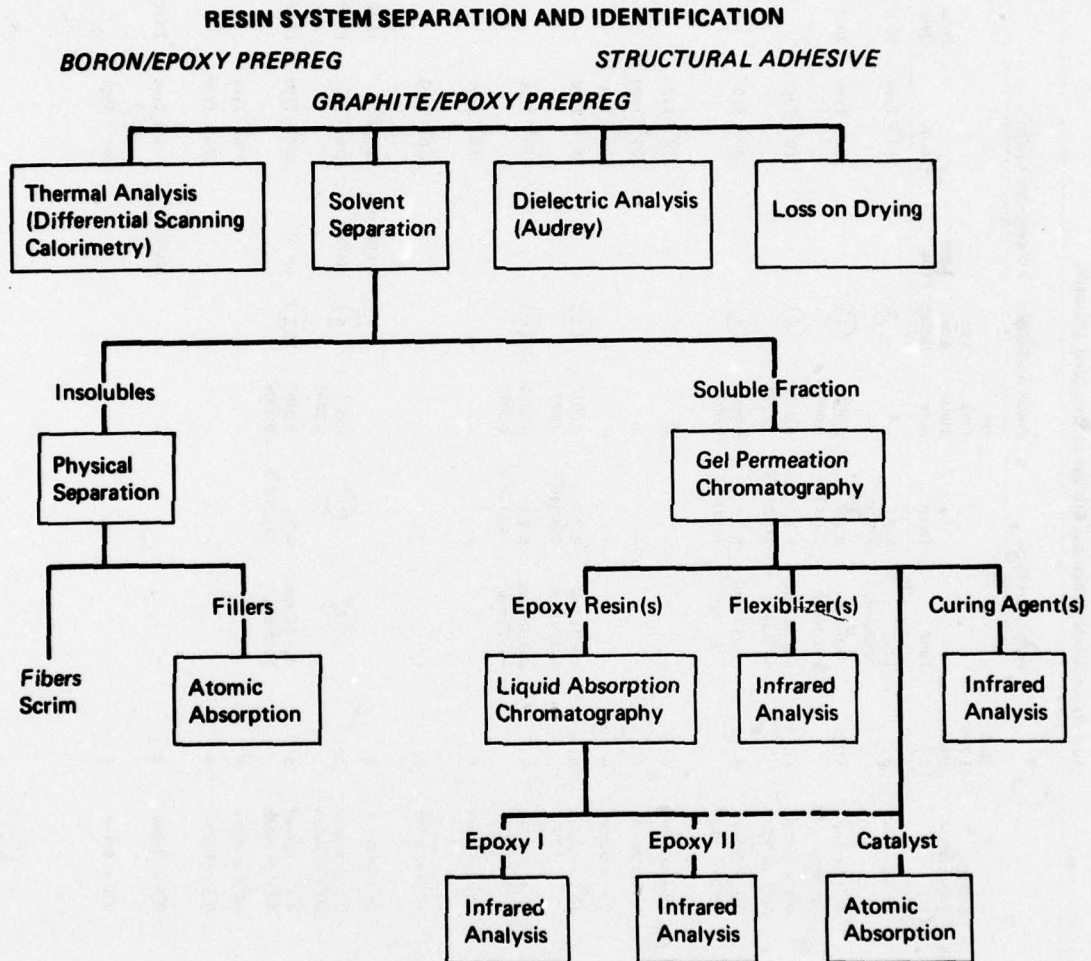 RESIN SYSTEM SEPARATION AND IDENTIFICATION
BORON/EPOXY PREPREG
STRUCTURAL ADHESIVE
GRAPHITE/EPOXY PREPREG
Thermal Analysis
(Differential Scanning
Calorimetry)
Solvent
Separation
Dielectric Analysis
(Audrey)
Loss on Drying
Insolubles
Soluble Fraction
Physical
Separation
Gel Permeation
Chromatography
Fillers
Epoxy Resin(s)
Flexiblizer(s)
Curing Agent(s)
Fibers
Scrim
Atomic
Absorption
Liquid Absorption
Chromatography
Infrared
Analysis
Infrared
Analysis
Epoxy I
Epoxy II
Catalyst
Infrared
Analysis
Infrared
Analysis
Atomic
Absorption